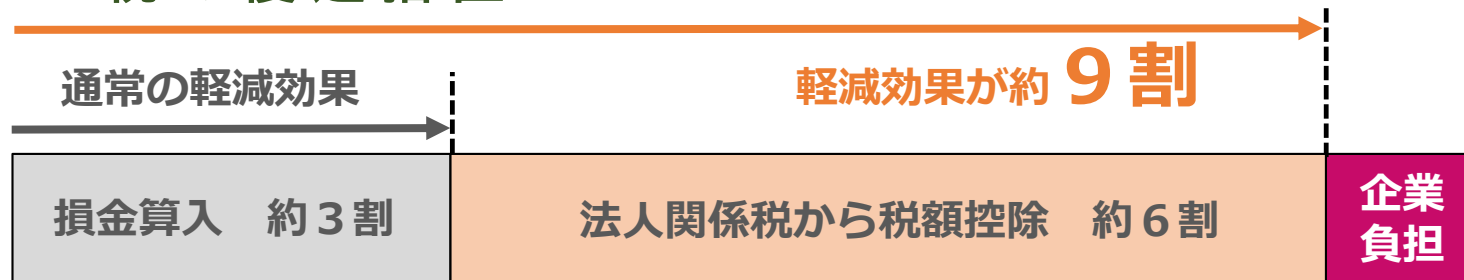 通常の軽減効果
軽減効果が約９割
損金算入　約３割
法人関係税から税額控除　約６割
企業
負担